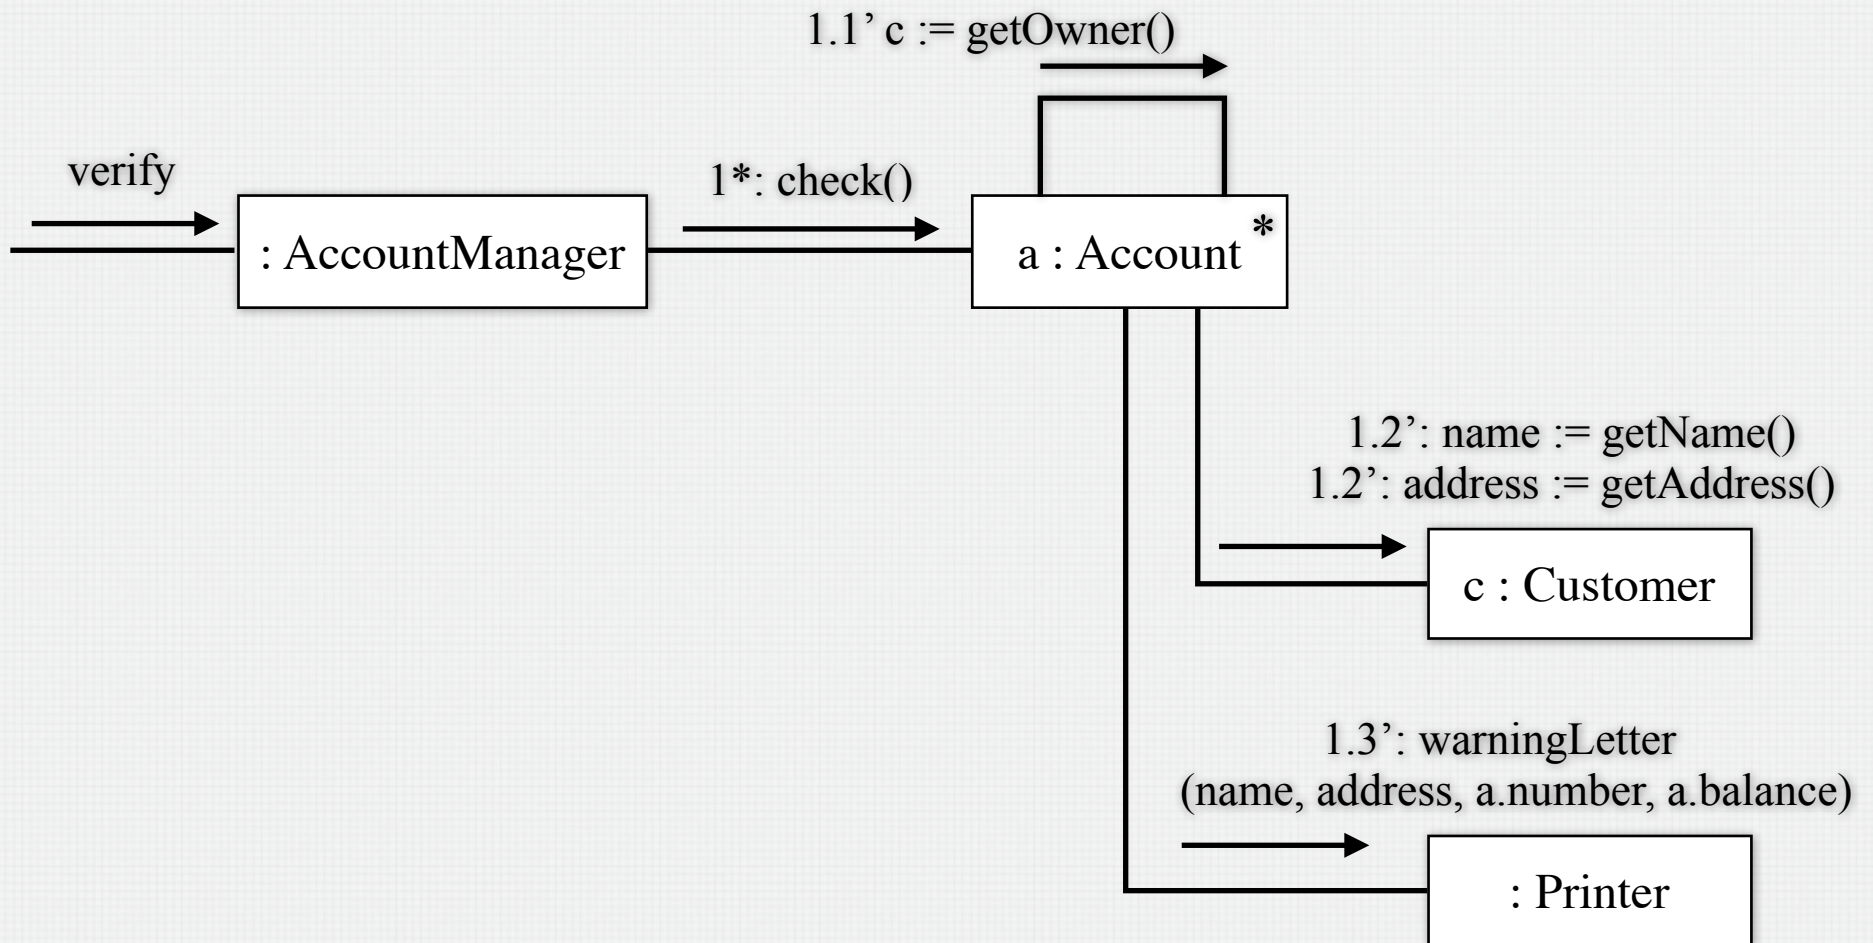 1.1’ c := getOwner()
verify
1*: check()
: AccountManager
a : Account *
1.2’: name := getName()
1.2’: address := getAddress()
c : Customer
1.3’: warningLetter
(name, address, a.number, a.balance)
: Printer